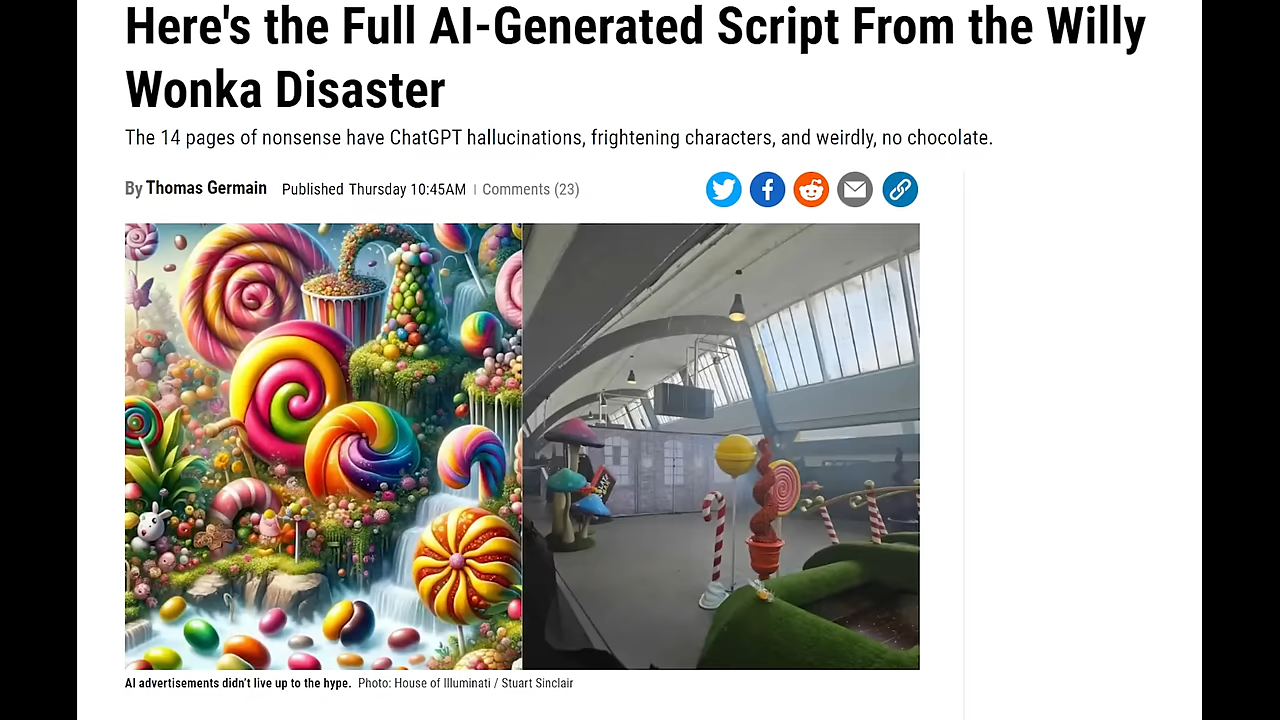 Here's the Full AI-Generated Script From the Willy
Wonka Disaster
The 14 pages of nonsense have ChatGPT hallucinations, frightening characters, and weirdly, no chocolate.
By Thomas Germain Published Thursday 10:45AM | Comments (23)
AI advertisements didn't live up to the hype. Photo: House of Illuminati / Stuart Sinclair